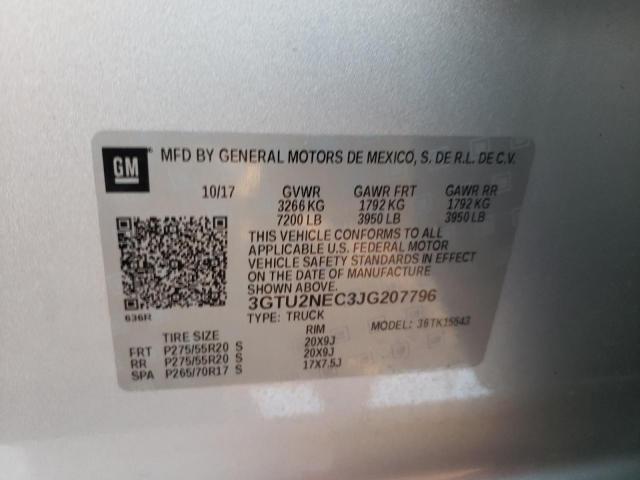 GM MFD BY GENERAL MOTORS DE MEXICO, S. DE R.L. DE C.V.
10/17 GVWR GAWR FRT GAWR RR
3266 KG 1792 KG 1792 KG
7200 LB 3950 LB 3950 LB
THIS VEHICLE CONFORMS TO ALL
APPLICABLE U.S. FEDERAL MOTOR
VEHICLE SAFETY STANDARDS IN EFFECT
ON THE DATE OF MANUFACTURE
3GTU2NEC3JG207796
636R TYPE: TRUCK MODEL:
TIRE SIZE RIM
FRT P275/55R20 S 20X9J
RR P275/55R20 S 20X9J
SPA P265/70R17 S 17X7.5J